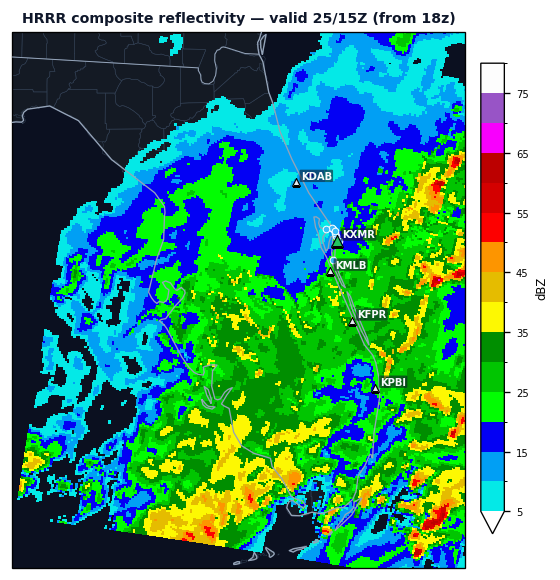 HRRR composite reflectivity — valid 25/15Z (from 18z)
KDAB
KXMR
KMLB
KFPR
KPBI
75
65
55
45
35
25
15
5
dBZ